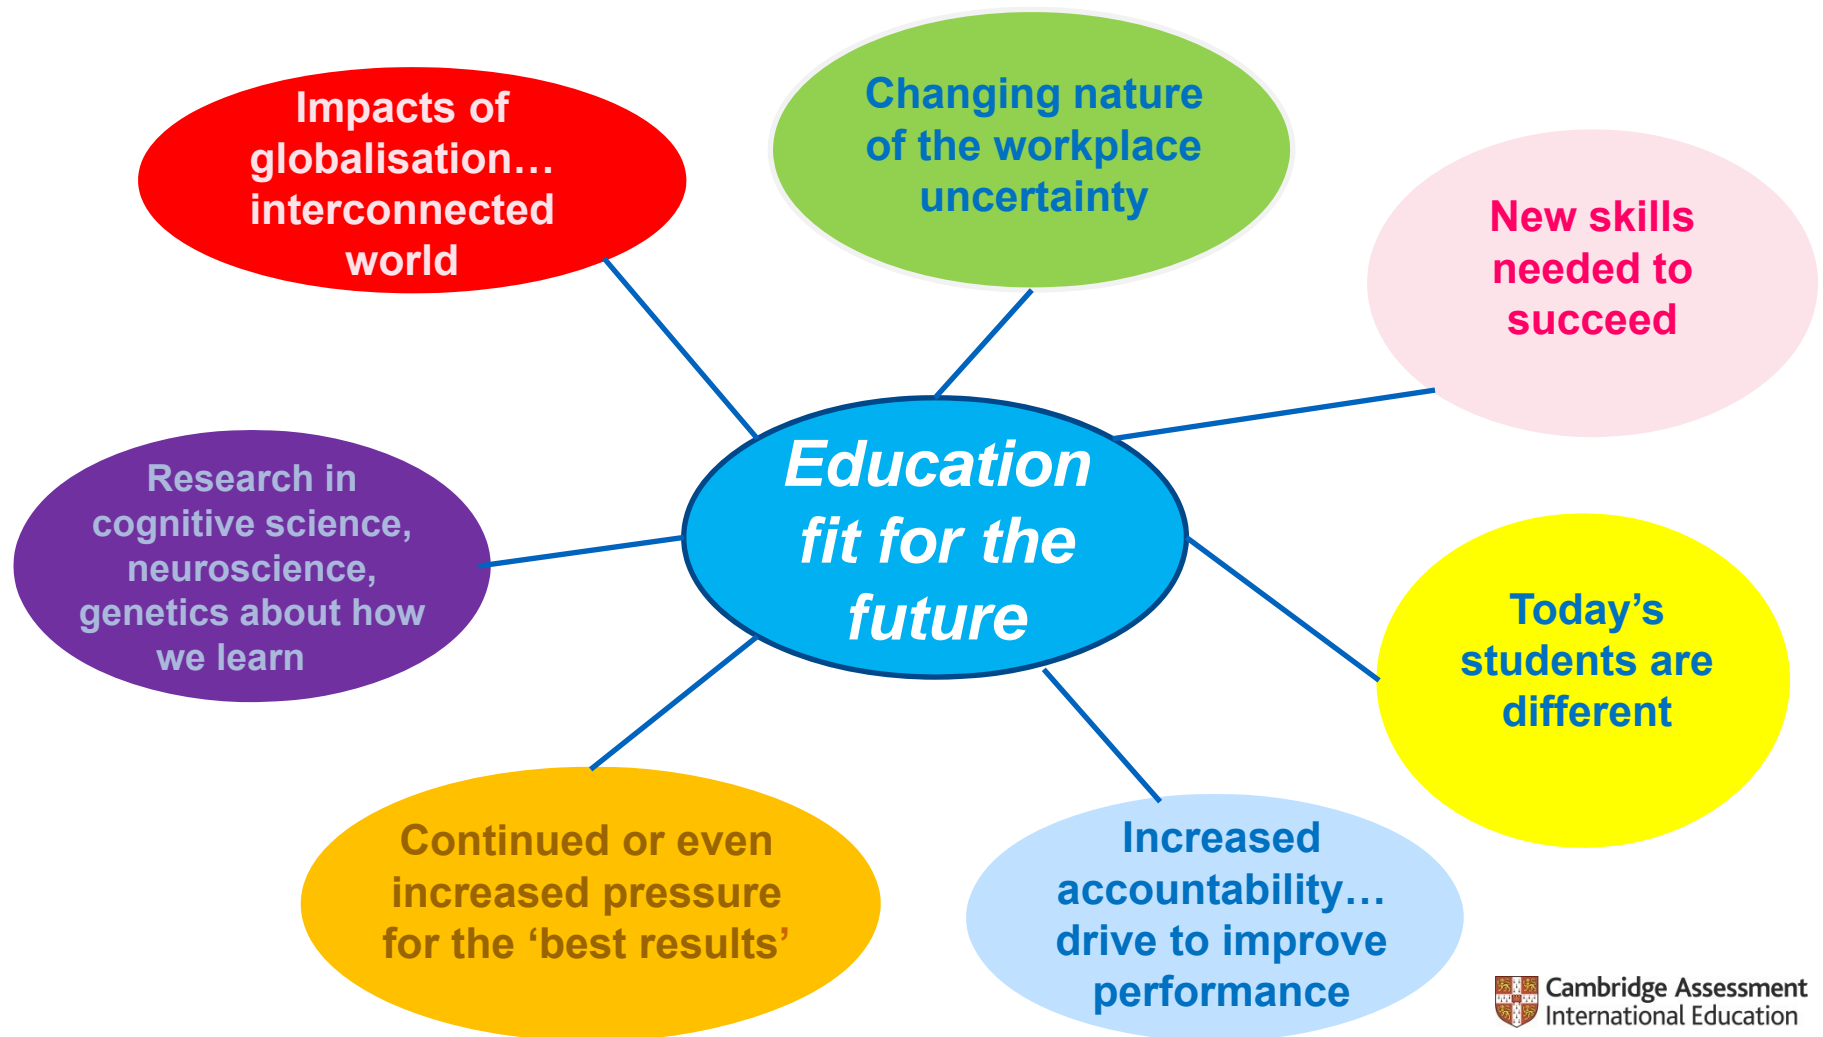 Impacts of
globalisation…
interconnected
world
Changing nature
of the workplace
uncertainty
New skills
needed to
succeed
Education
fit for the
future
Research in
cognitive science,
neuroscience,
genetics about how
we learn
Today’s
students are
different
Continued or even
increased pressure
for the ‘best results’
Increased
accountability…
drive to improve
performance
Cambridge Assessment
International Education